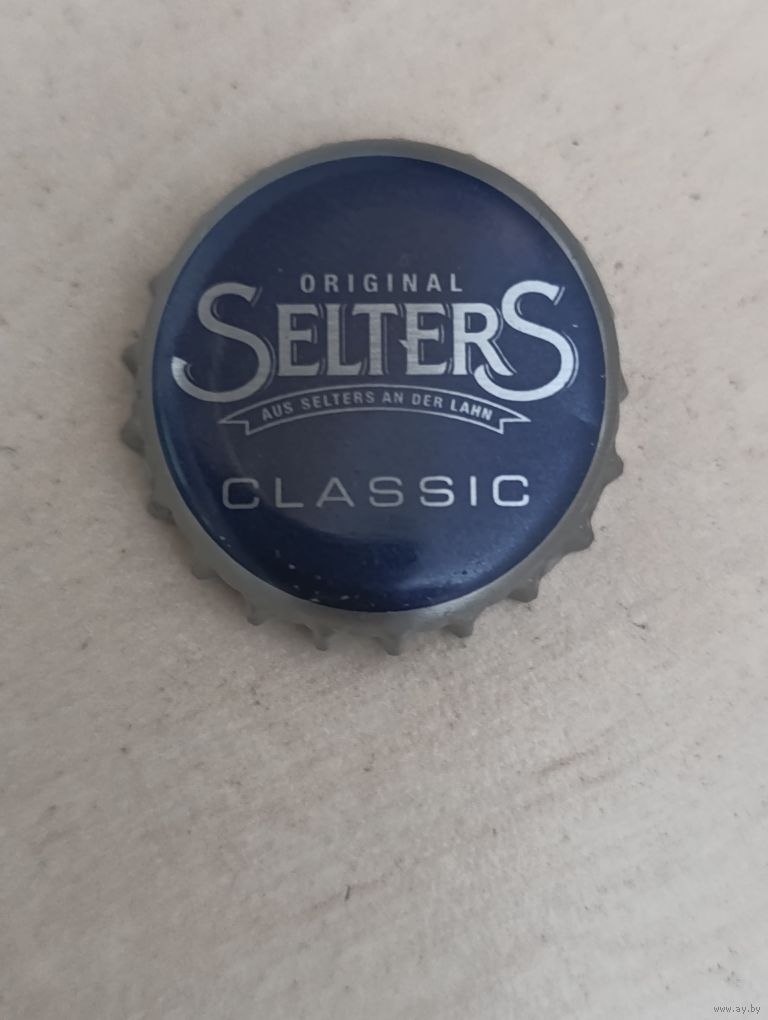 ORIGINAL
SELTERS
AUS SELTERS AN DER LAHN
CLASSIC
www.ay.by